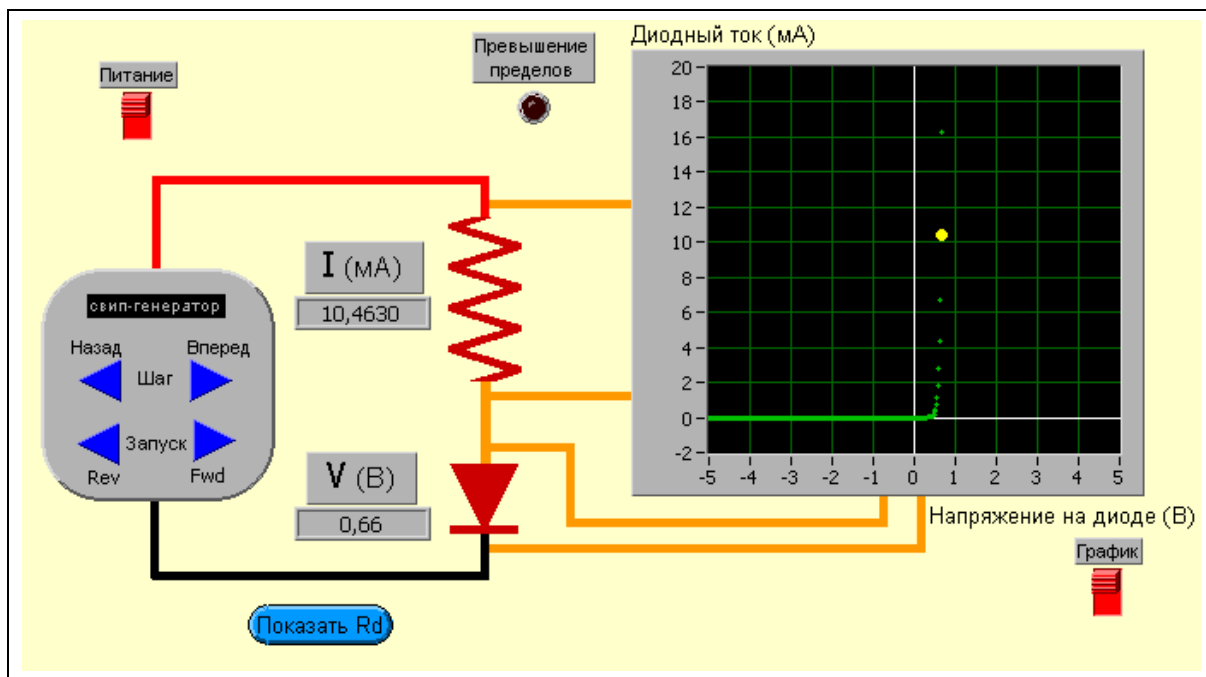 Питание
Превышение
пределов
Диодный ток (мА)
20
18
16
14
12
10
8
6
4
2
0
-2
-5 -4 -3 -2 -1 0 1 2 3 4 5
Напряжение на диоде (В)
График
I (мА)
10,4630
свип-генератор
Назад Вперед
Шаг
Запуск
Rev Fwd
V (В)
0,66
Показать Rd